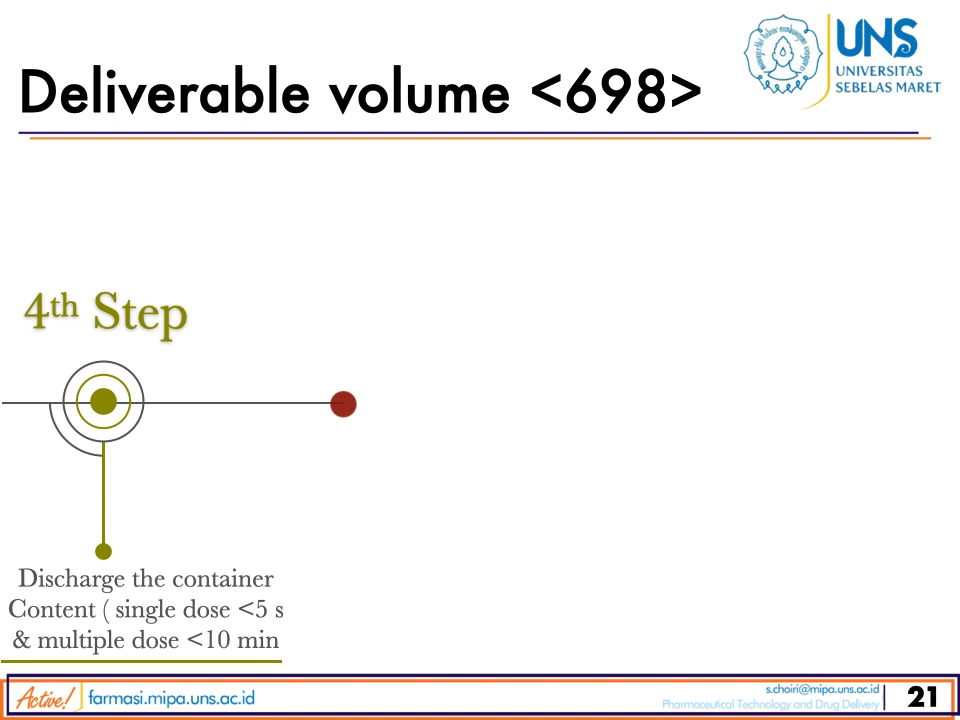 UNS
UNIVERSITAS
SEBELAS MARET
Deliverable volume <698>
4th Step
Discharge the container
Content ( single dose <5 s
& multiple dose <10 min
Active!
farmasi.mipa.uns.ac.id
s.choiri@mipa.uns.ac.id
Pharmaceutical Technology and Drug Delivery
21